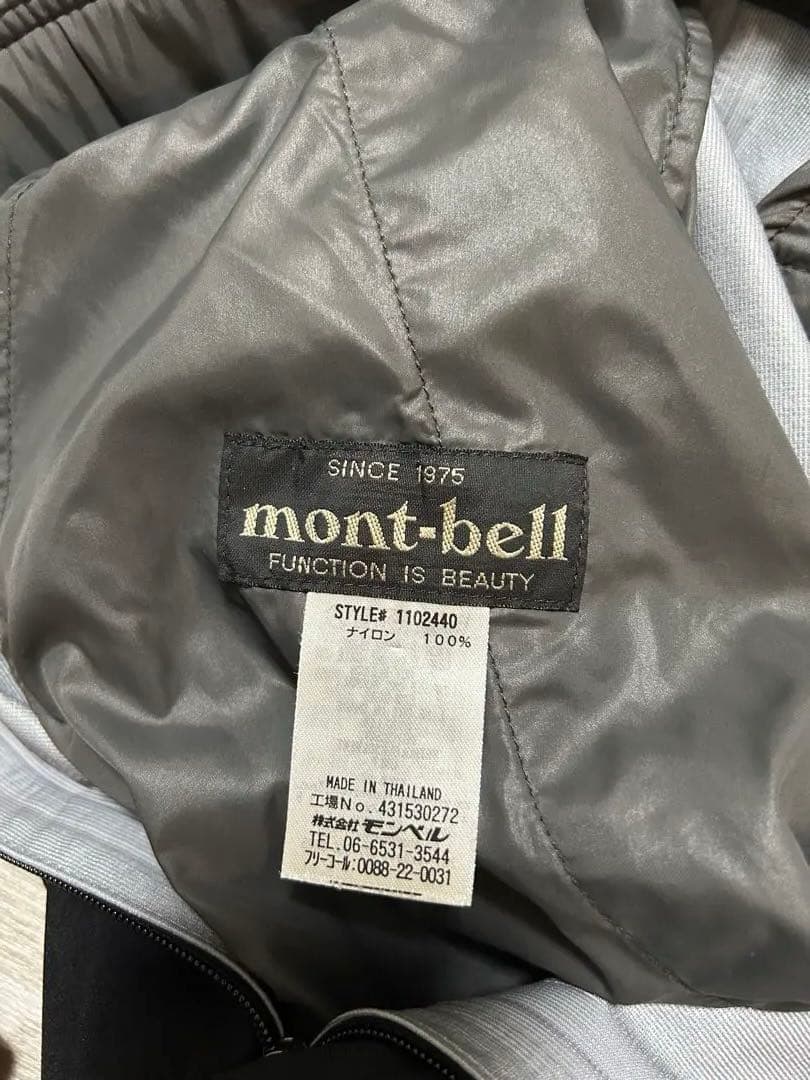 SINCE 1975
mont-bell
FUNCTION IS BEAUTY
STYLE# 1102440
ナイロン 100%
MADE IN THAILAND
工場No. 431530272
株式会社モンベル
TEL. 06-6531-3544
フリーコール:0088-22-0031